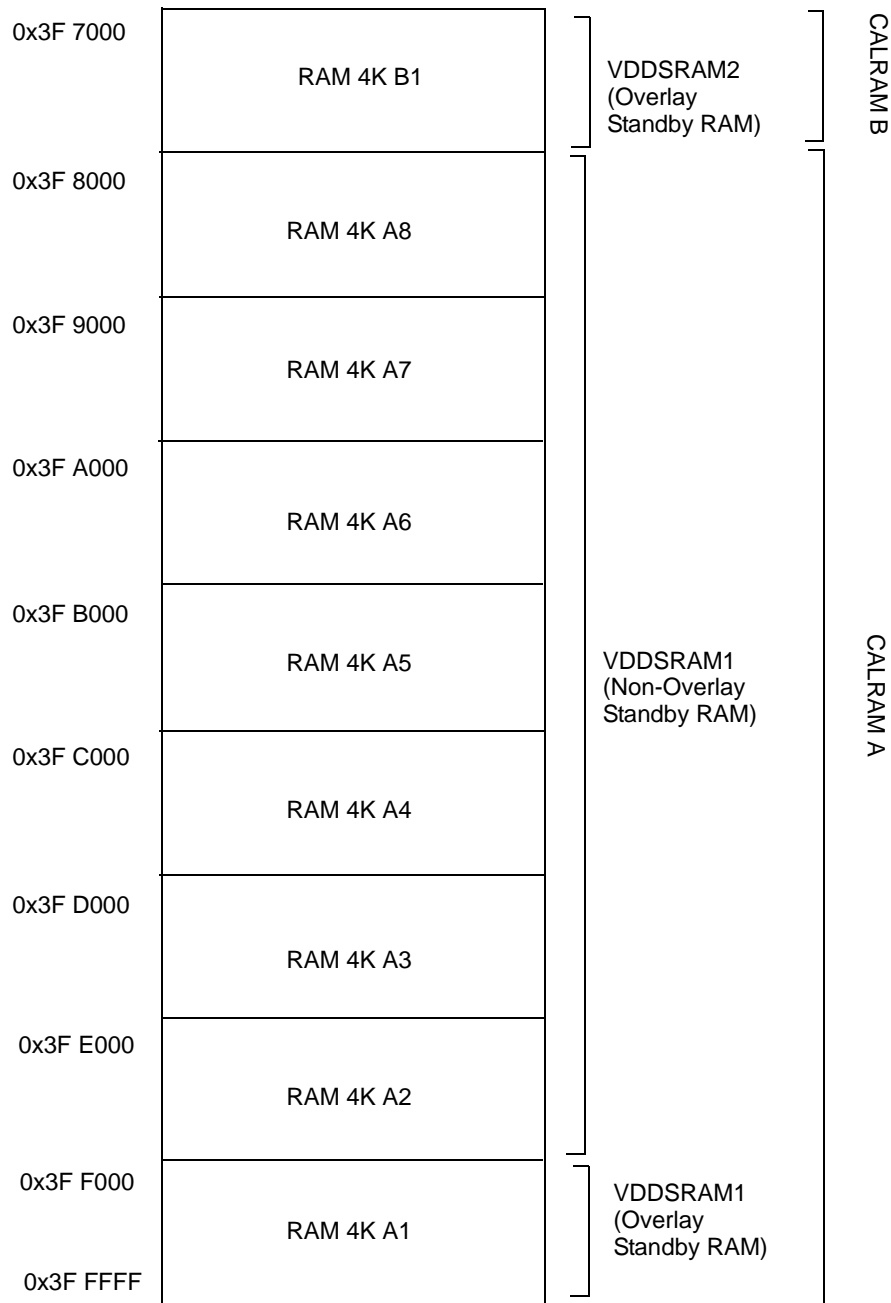 0x3F 7000
RAM 4K B1
VDDSRAM2
(Overlay
Standby RAM)
CALRAM B
0x3F 8000
RAM 4K A8
0x3F 9000
RAM 4K A7
0x3F A000
RAM 4K A6
0x3F B000
RAM 4K A5
VDDSRAM1
(Non-Overlay
Standby RAM)
CALRAM A
0x3F C000
RAM 4K A4
0x3F D000
RAM 4K A3
0x3F E000
RAM 4K A2
0x3F F000
RAM 4K A1
VDDSRAM1
(Overlay
Standby RAM)
0x3F FFFF